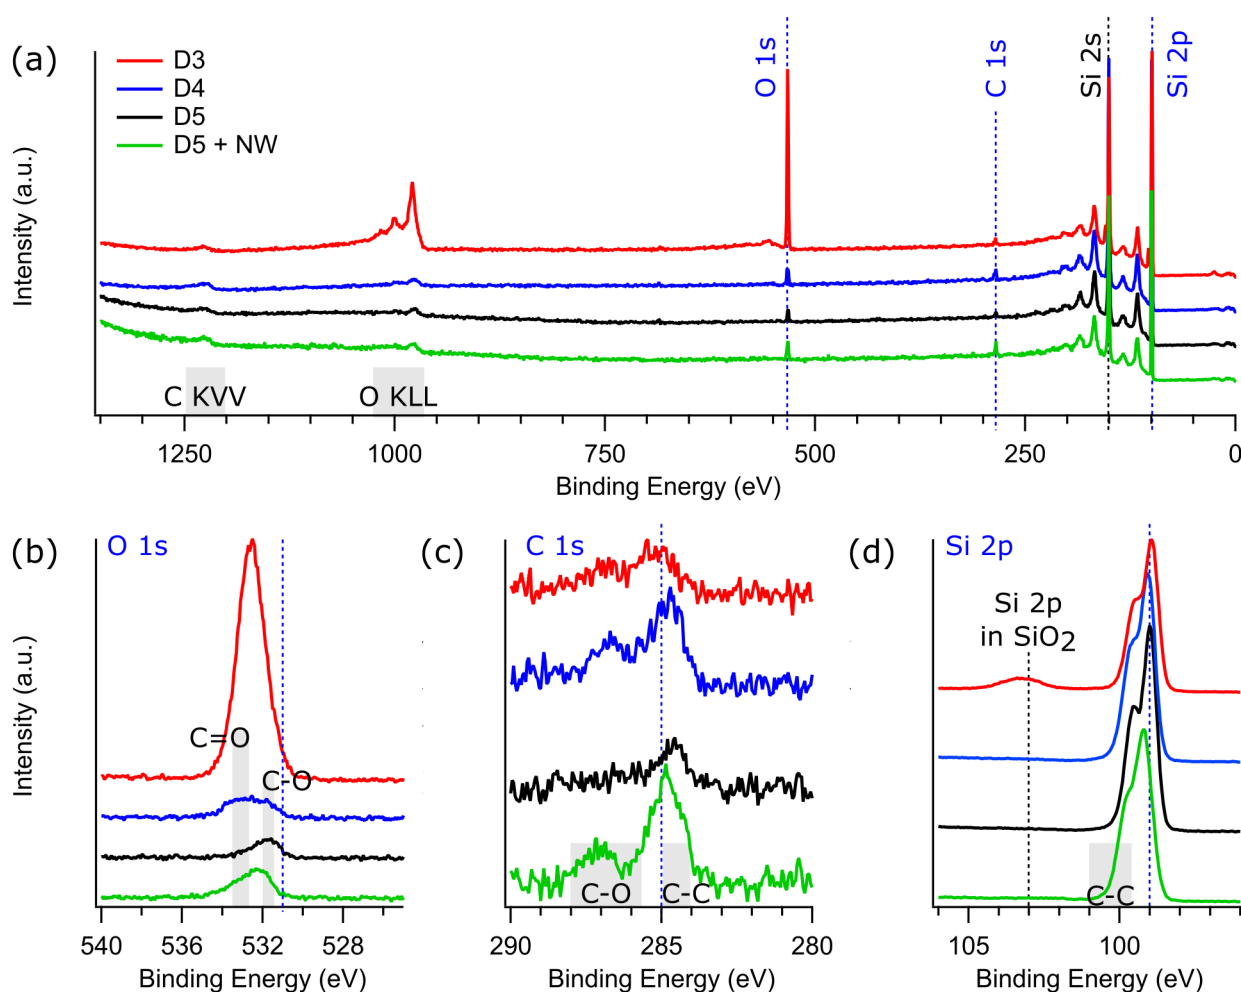 (a)
D3
D4
D5
D5 + NW
O 1s
C 1s
Si 2s
Si 2p
Intensity (a.u.)
C KVV
O KLL
1250
1000
750
500
250
0
Binding Energy (eV)
(b)
O 1s
C=O
C-O
Intensity (a.u.)
540
536
532
528
Binding Energy (eV)
(c)
C 1s
C-O
C-C
290
285
280
Binding Energy (eV)
(d)
Si 2p
Si 2p
in SiO2
C-C
105
100
Binding Energy (eV)